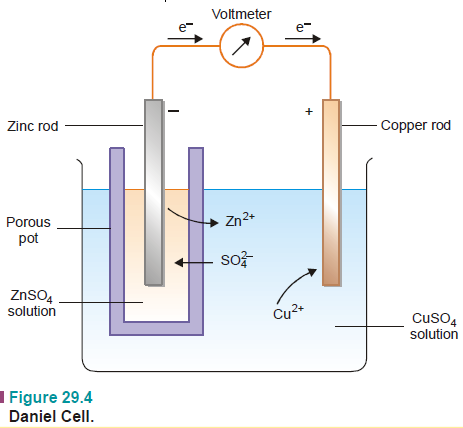 Voltmeter
e⁻
e⁻
−
+
Zinc rod
Copper rod
Porous
pot
Zn²⁺
SO₄²⁻
ZnSO₄
solution
Cu²⁺
CuSO₄
solution
Figure 29.4
Daniel Cell.